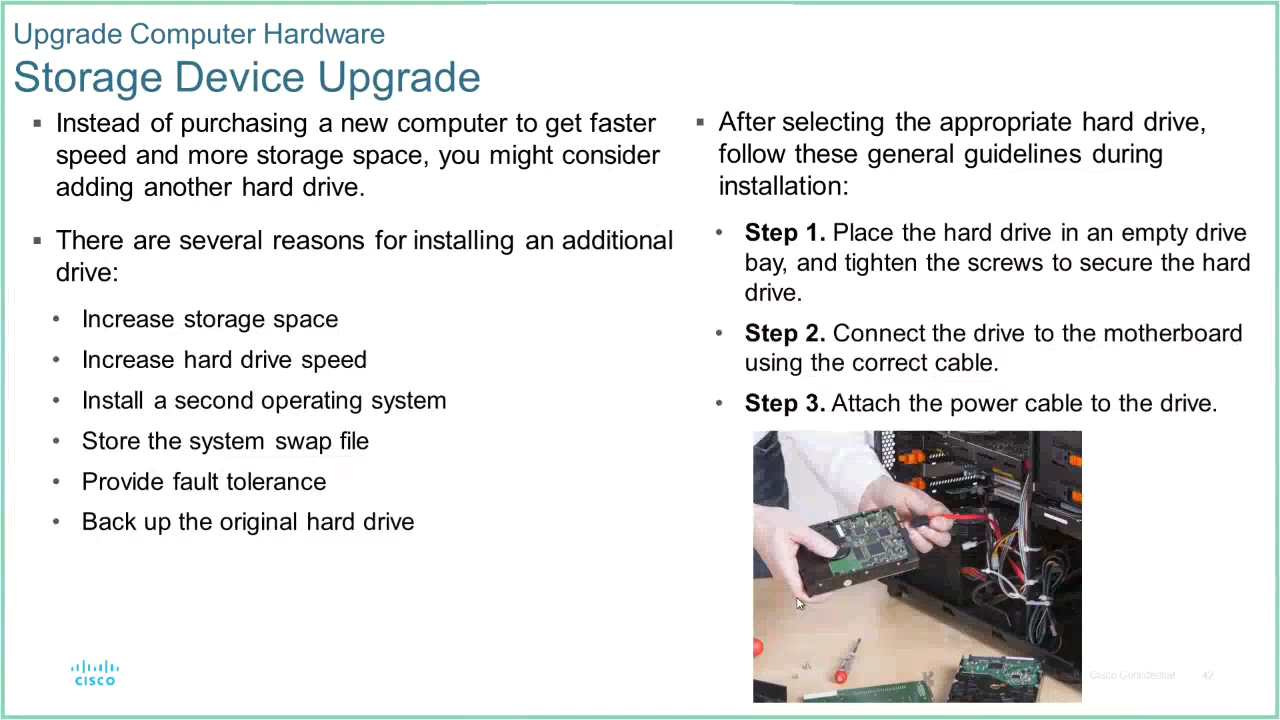 Upgrade Computer Hardware
Storage Device Upgrade
▪ Instead of purchasing a new computer to get faster
speed and more storage space, you might consider
adding another hard drive.
▪ There are several reasons for installing an additional
drive:
• Increase storage space
• Increase hard drive speed
• Install a second operating system
• Store the system swap file
• Provide fault tolerance
• Back up the original hard drive
▪ After selecting the appropriate hard drive,
follow these general guidelines during
installation:
• Step 1. Place the hard drive in an empty drive
bay, and tighten the screws to secure the hard
drive.
• Step 2. Connect the drive to the motherboard
using the correct cable.
• Step 3. Attach the power cable to the drive.
CISCO
Cisco Confidential
42